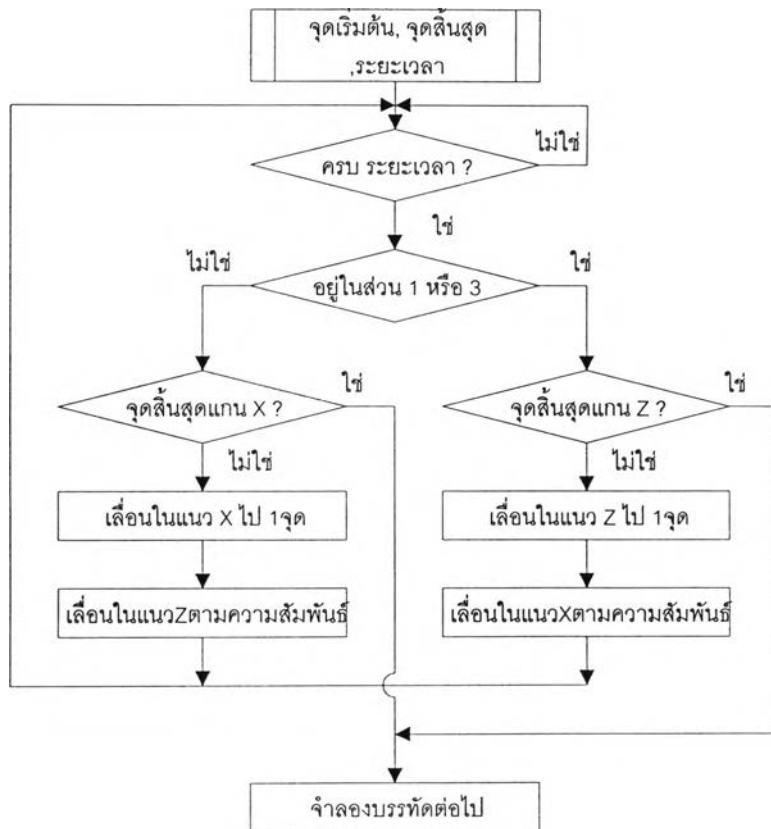 จุดเริ่มต้น, จุดสิ้นสุด
,ระยะเวลา
ไม่ใช่
ครบ ระยะเวลา ?
ใช่
ไม่ใช่
ใช่
อยู่ในส่วน 1 หรือ 3
ใช่
ใช่
จุดสิ้นสุดแกน X ?
จุดสิ้นสุดแกน Z ?
ไม่ใช่
ไม่ใช่
เลื่อนในแนว X ไป 1จุด
เลื่อนในแนว Z ไป 1จุด
เลื่อนในแนวZตามความสัมพันธ์
เลื่อนในแนวXตามความสัมพันธ์
จำลองบรรทัดต่อไป